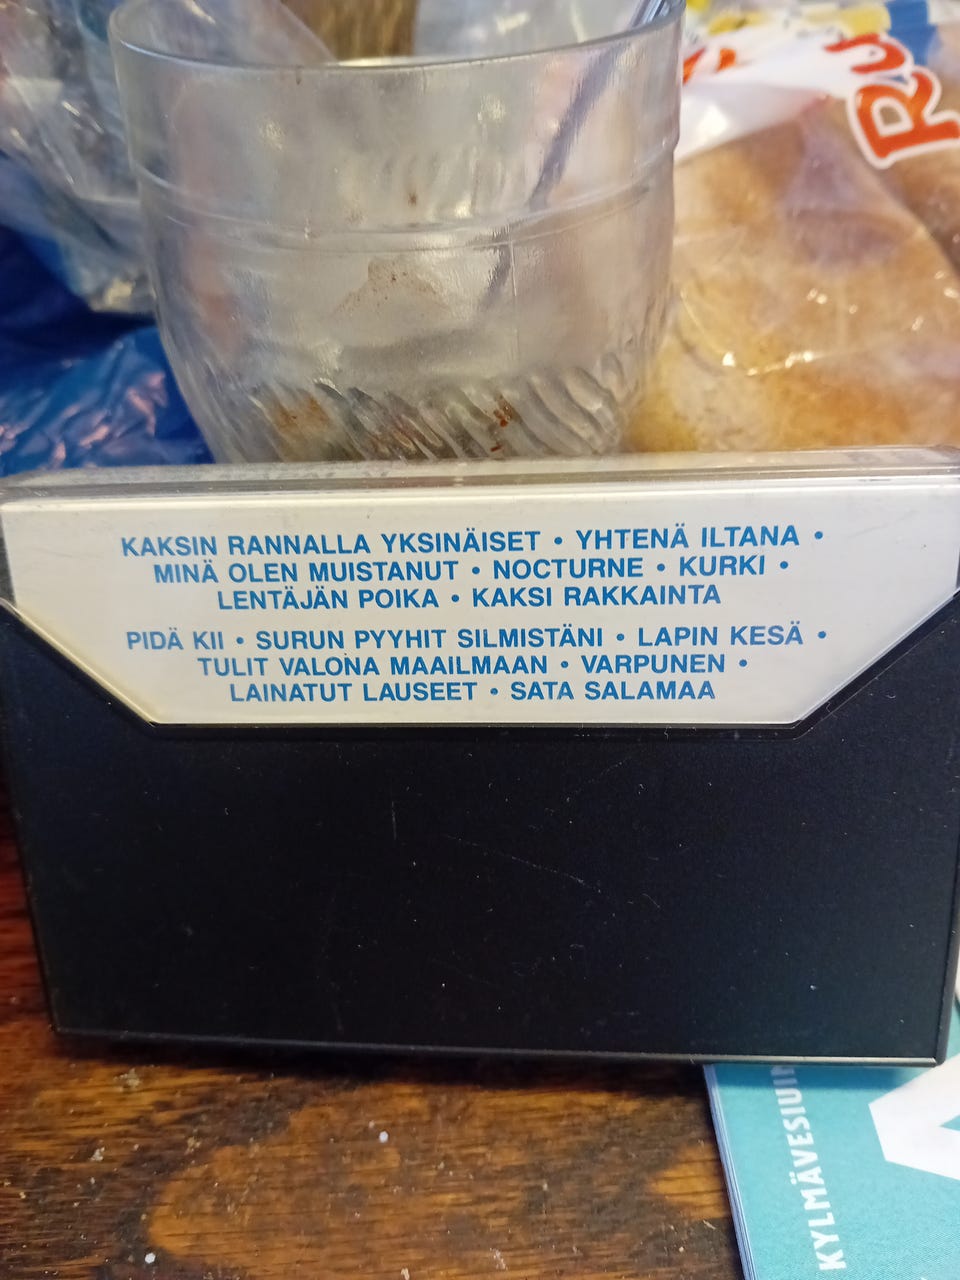 KAKSIN RANNALLA YKSINÄISET • YHTENÄ ILTANA •
MINÄ OLEN MUISTANUT • NOCTURNE • KURKI •
LENTÄJÄN POIKA • KAKSI RAKKAINTA
PIDÄ KII • SURUN PYYHIT SILMISTÄNI • LAPIN KESÄ •
TULIT VALONA MAAILMAAN • VARPUNEN •
LAINATUT LAUSEET • SATA SALAMAA